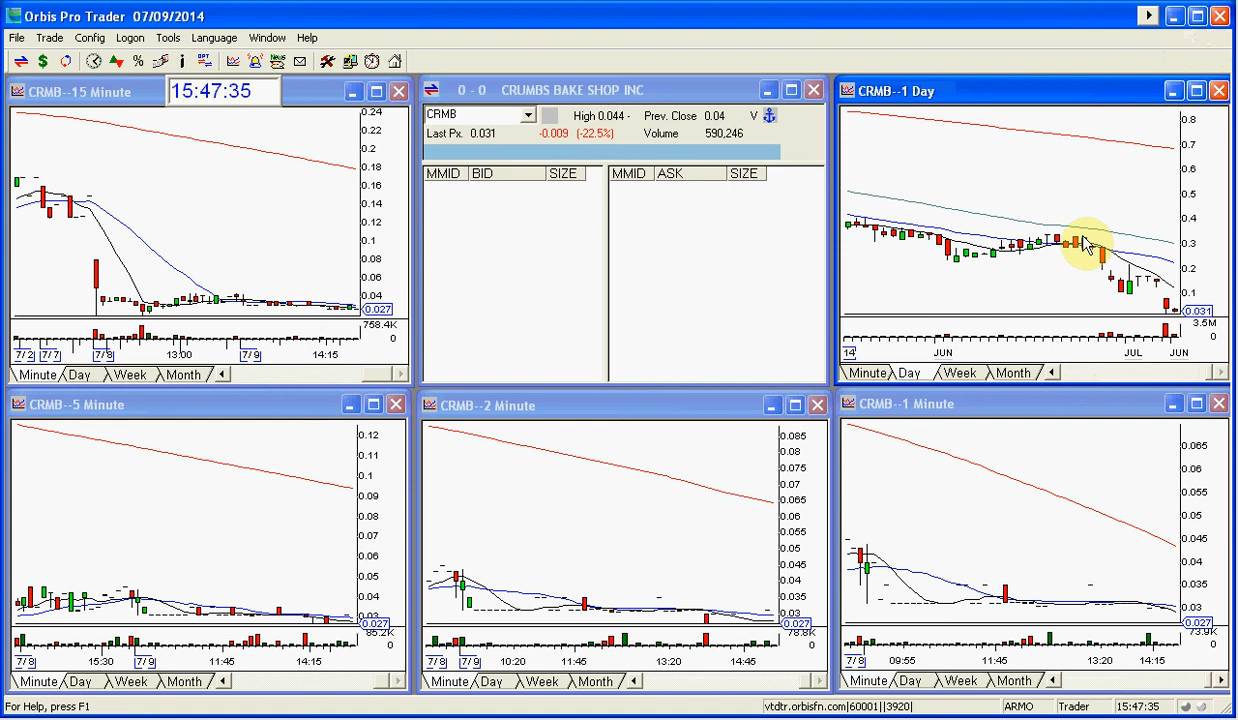 Orbis Pro Trader 07/09/2014
File Trade Config Logon Tools Language Window Help
CRMB--15 Minute
15:47:35
0.24
0.22
0.2
0.18
0.16
0.14
0.12
0.1
0.08
0.06
0.04
0.027
758.4K
0
7/ 2 7/ 7 7/ 8 13:00 7/ 9 14:15
Minute Day Week Month
0 - 0 CRUMBS BAKE SHOP INC
CRMB High 0.044 - Prev. Close 0.04 V
Last Px. 0.031 -0.009 (-22.5%) Volume 590,246
MMID BID SIZE MMID ASK SIZE
CRMB--1 Day
0.8
0.7
0.6
0.5
0.4
0.3
0.2
0.1
0.031
3.5M
0
14 JUN JUL JUN
Minute Day Week Month
CRMB--5 Minute
0.12
0.1
0.09
0.08
0.07
0.06
0.05
0.04
0.03
0.027
85.2K
0
7/ 8 15:30 7/ 9 11:45 14:15
Minute Day Week Month
CRMB--2 Minute
0.085
0.08
0.075
0.07
0.065
0.06
0.055
0.05
0.045
0.04
0.035
0.03
0.027
78.8K
0
7/ 8 7/ 9 10:20 11:45 13:20 14:45
Minute Day Week Month
CRMB--1 Minute
0.065
0.06
0.055
0.05
0.045
0.04
0.035
0.03
0.027
73.9K
0
7/ 8 09:55 11:45 13:20 14:15
Minute Day Week Month
For Help, press F1
vtdtr.orbisfn.com|60001||3920| ARMO Trader 15:47:35